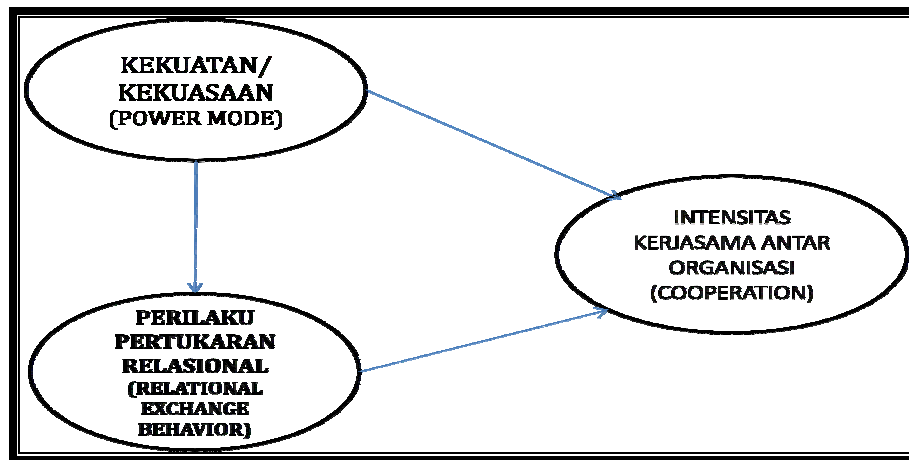 KEKUATAN/
KEKUASAAN
(POWER MODE)
INTENSITAS
KERJASAMA ANTAR
ORGANISASI
(COOPERATION)
PERILAKU
PERTUKARAN
RELASIONAL
(RELATIONAL
EXCHANGE
BEHAVIOR)